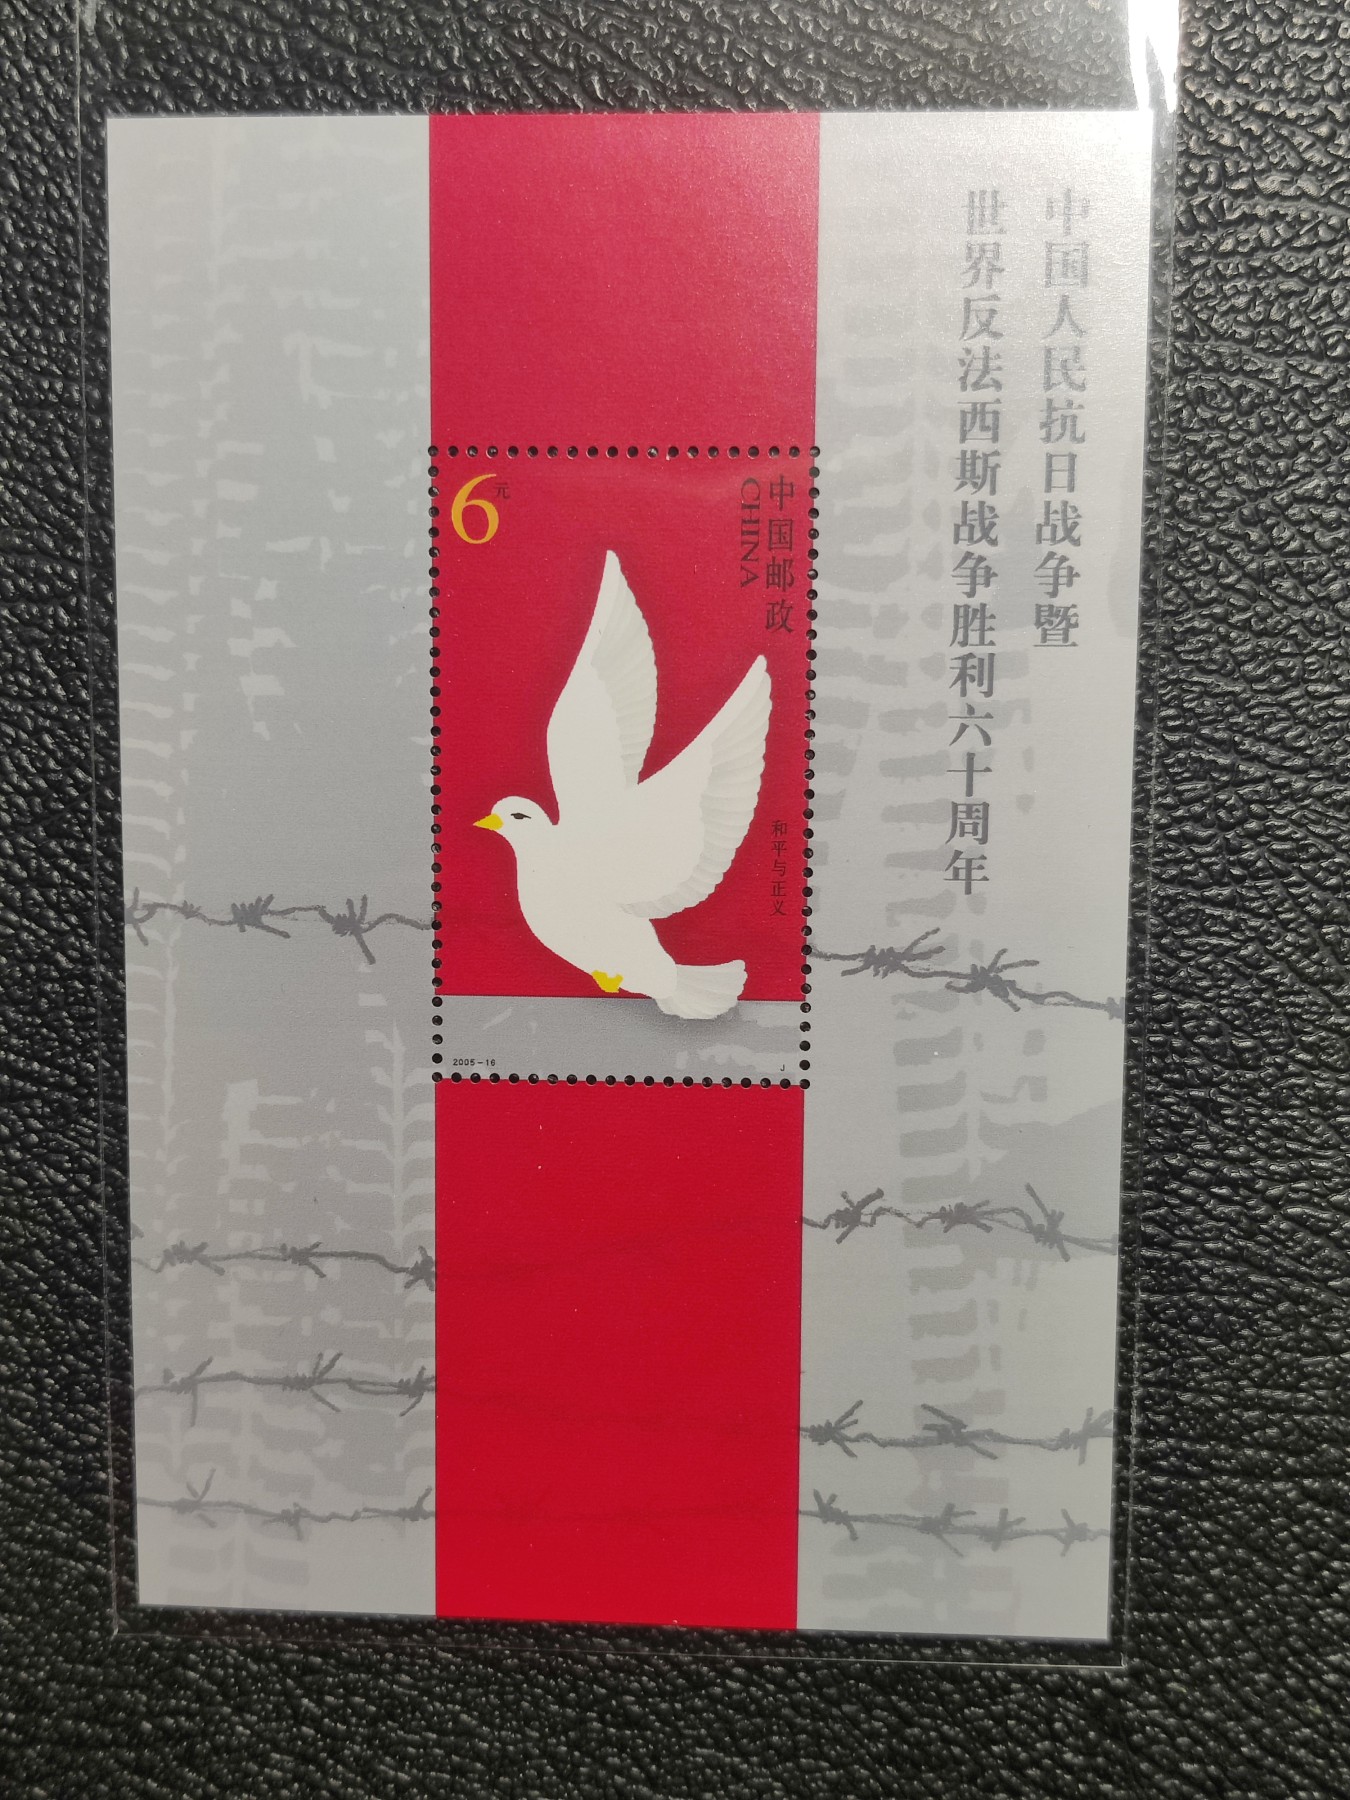 中国人民抗日战争暨
世界反法西斯战争胜利六十周年
6元
中国邮政
CHINA
和平与正义
2005-16
J